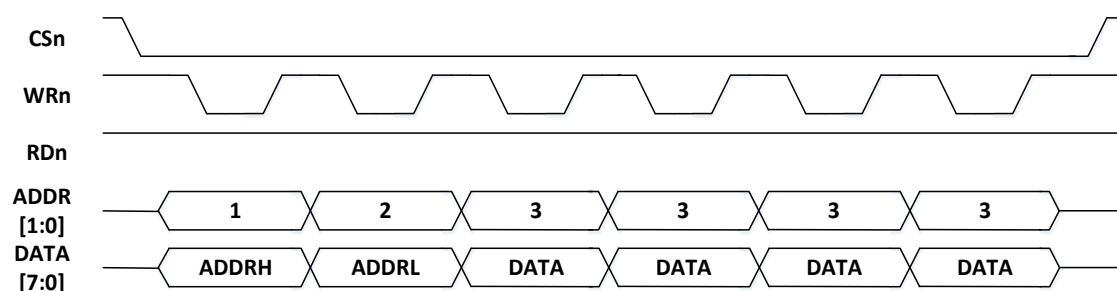 CSn
WRn
RDn
ADDR
[1:0]
1 2 3 3 3 3
DATA
[7:0]
ADDRH ADDRL DATA DATA DATA DATA